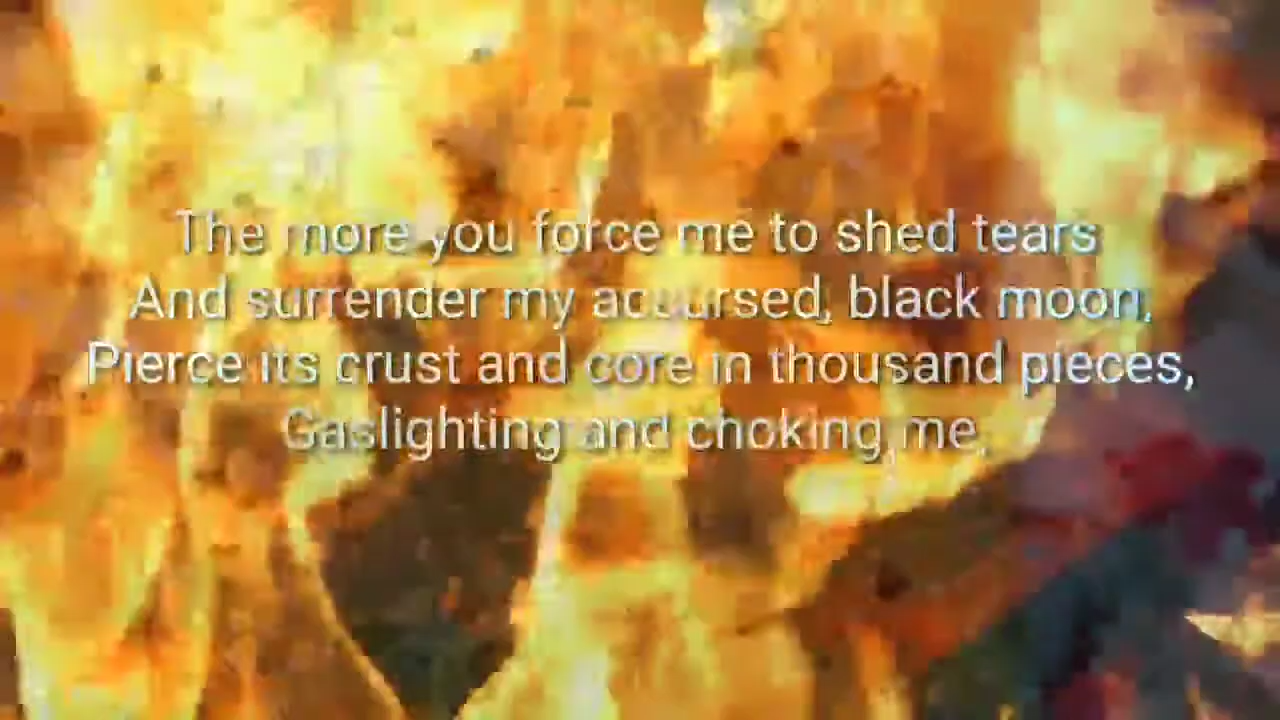 The more you force me to shed tears
And surrender my accursed, black moon,
Pierce its crust and core in thousand pieces,
Gaslighting and choking me.